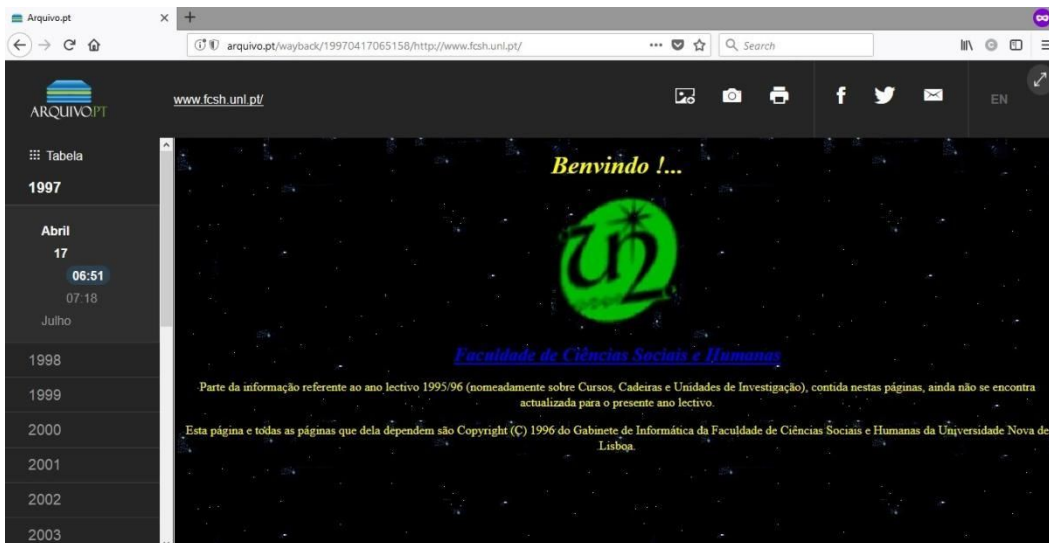 Arquivo.pt
arquivo.pt/wayback/19970417065158/http://www.fcsh.unl.pt/
Search
ARQUIVO.PT
www.fcsh.unl.pt/
EN
Tabela
1997
Abril
17
06:51
07:18
Julho
1998
1999
2000
2001
2002
2003
Benvindo !...
Faculdade de Ciências Sociais e Humanas
Parte da informação referente ao ano lectivo 1995/96 (nomeadamente sobre Cursos, Cadeiras e Unidades de Investigação), contida nestas páginas, ainda não se encontra
actualizada para o presente ano lectivo.
Esta página e todas as páginas que dela dependem são Copyright (C) 1996 do Gabinete de Informática da Faculdade de Ciências Sociais e Humanas da Universidade Nova de
Lisboa.